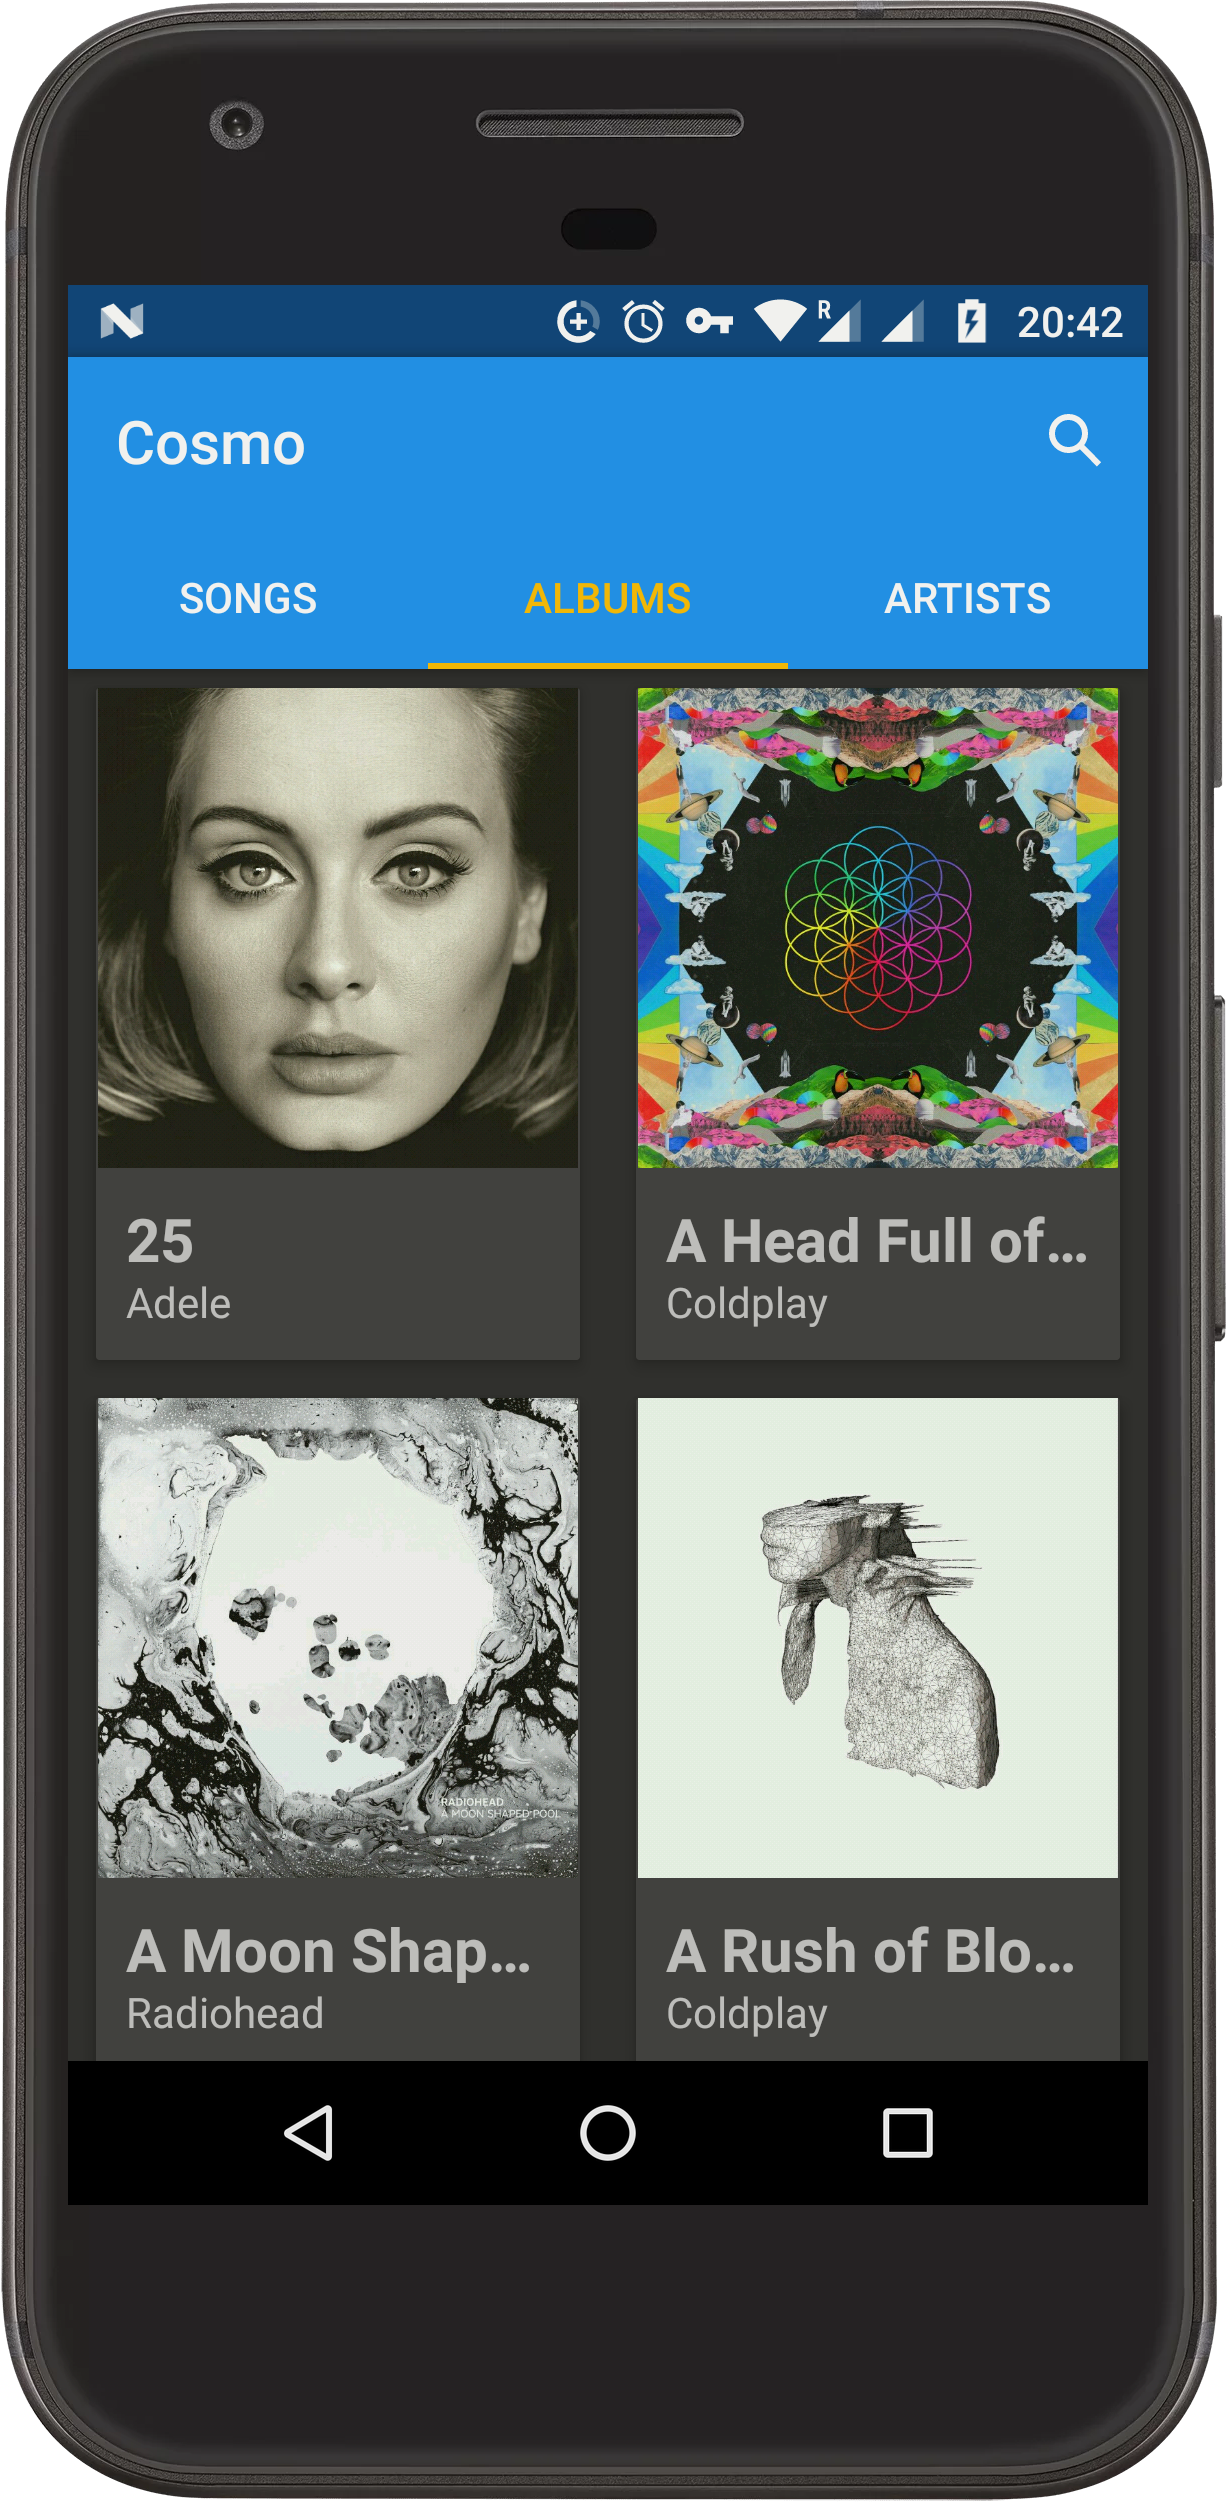 R
20:42
Cosmo
SONGS
ALBUMS
ARTISTS
25
Adele
A Head Full of...
Coldplay
RADIOHEAD
A MOON SHAPED POOL
A Moon Shap...
Radiohead
A Rush of Blo...
Coldplay